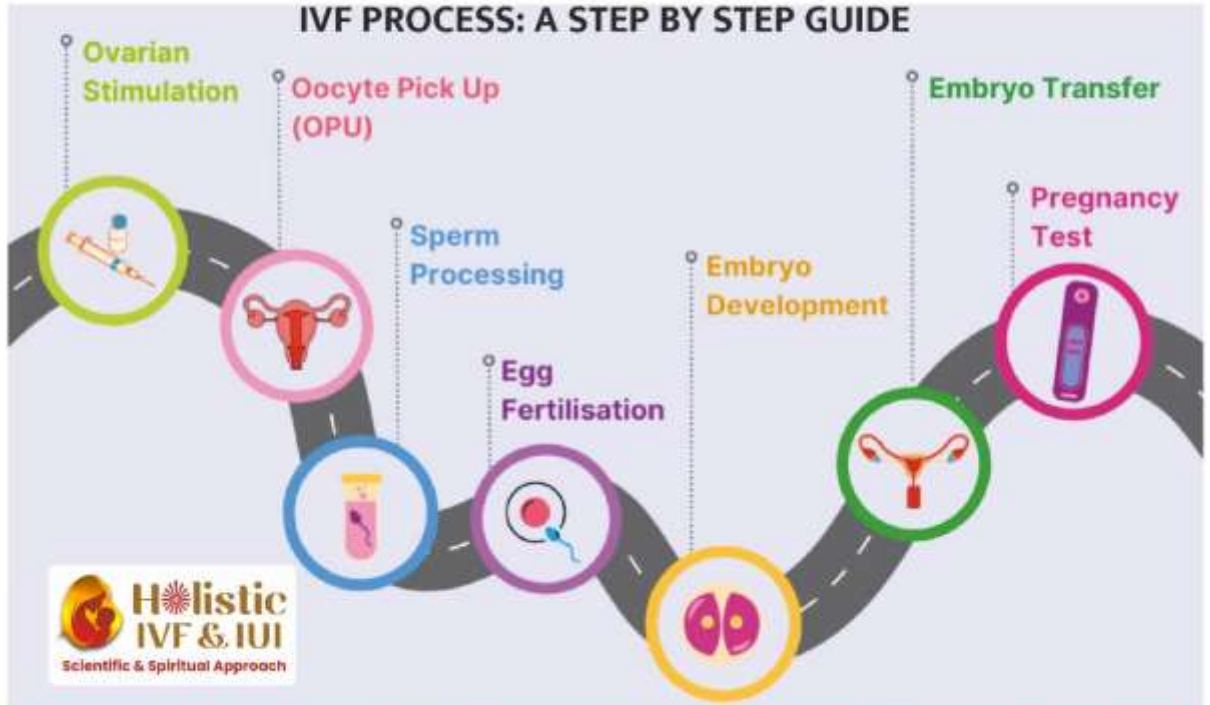 IVF PROCESS: A STEP BY STEP GUIDE
Ovarian
Stimulation
Oocyte Pick Up
(OPU)
Sperm
Processing
Egg
Fertilisation
Embryo
Development
Embryo Transfer
Pregnancy
Test
Holistic
IVF & IUI
Scientific & Spiritual Approach